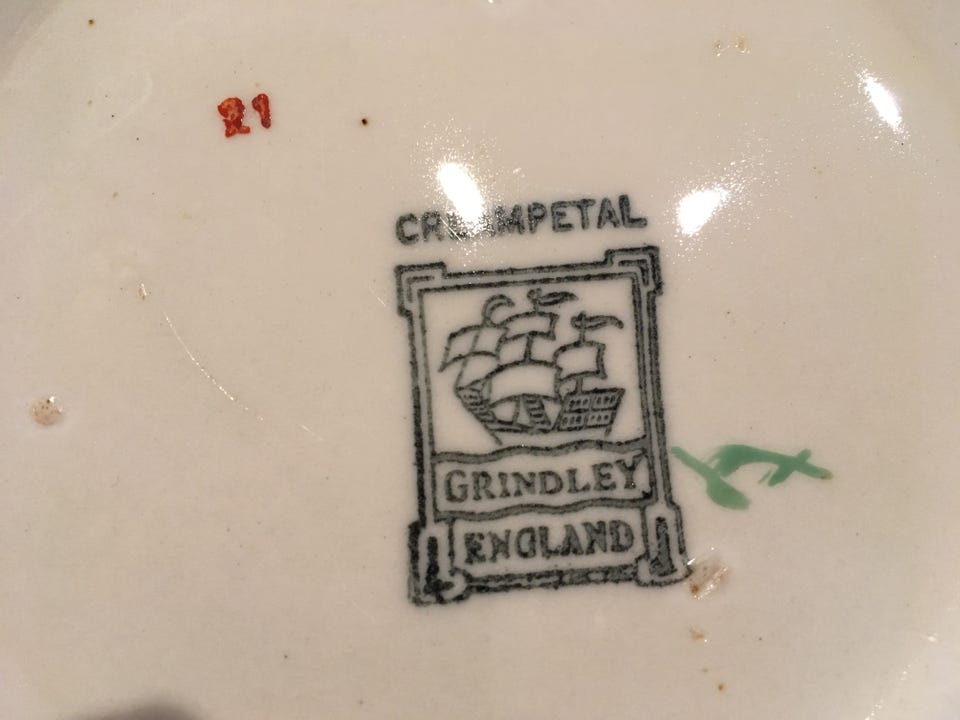 21
CREAMPETAL
GRINDLEY
ENGLAND